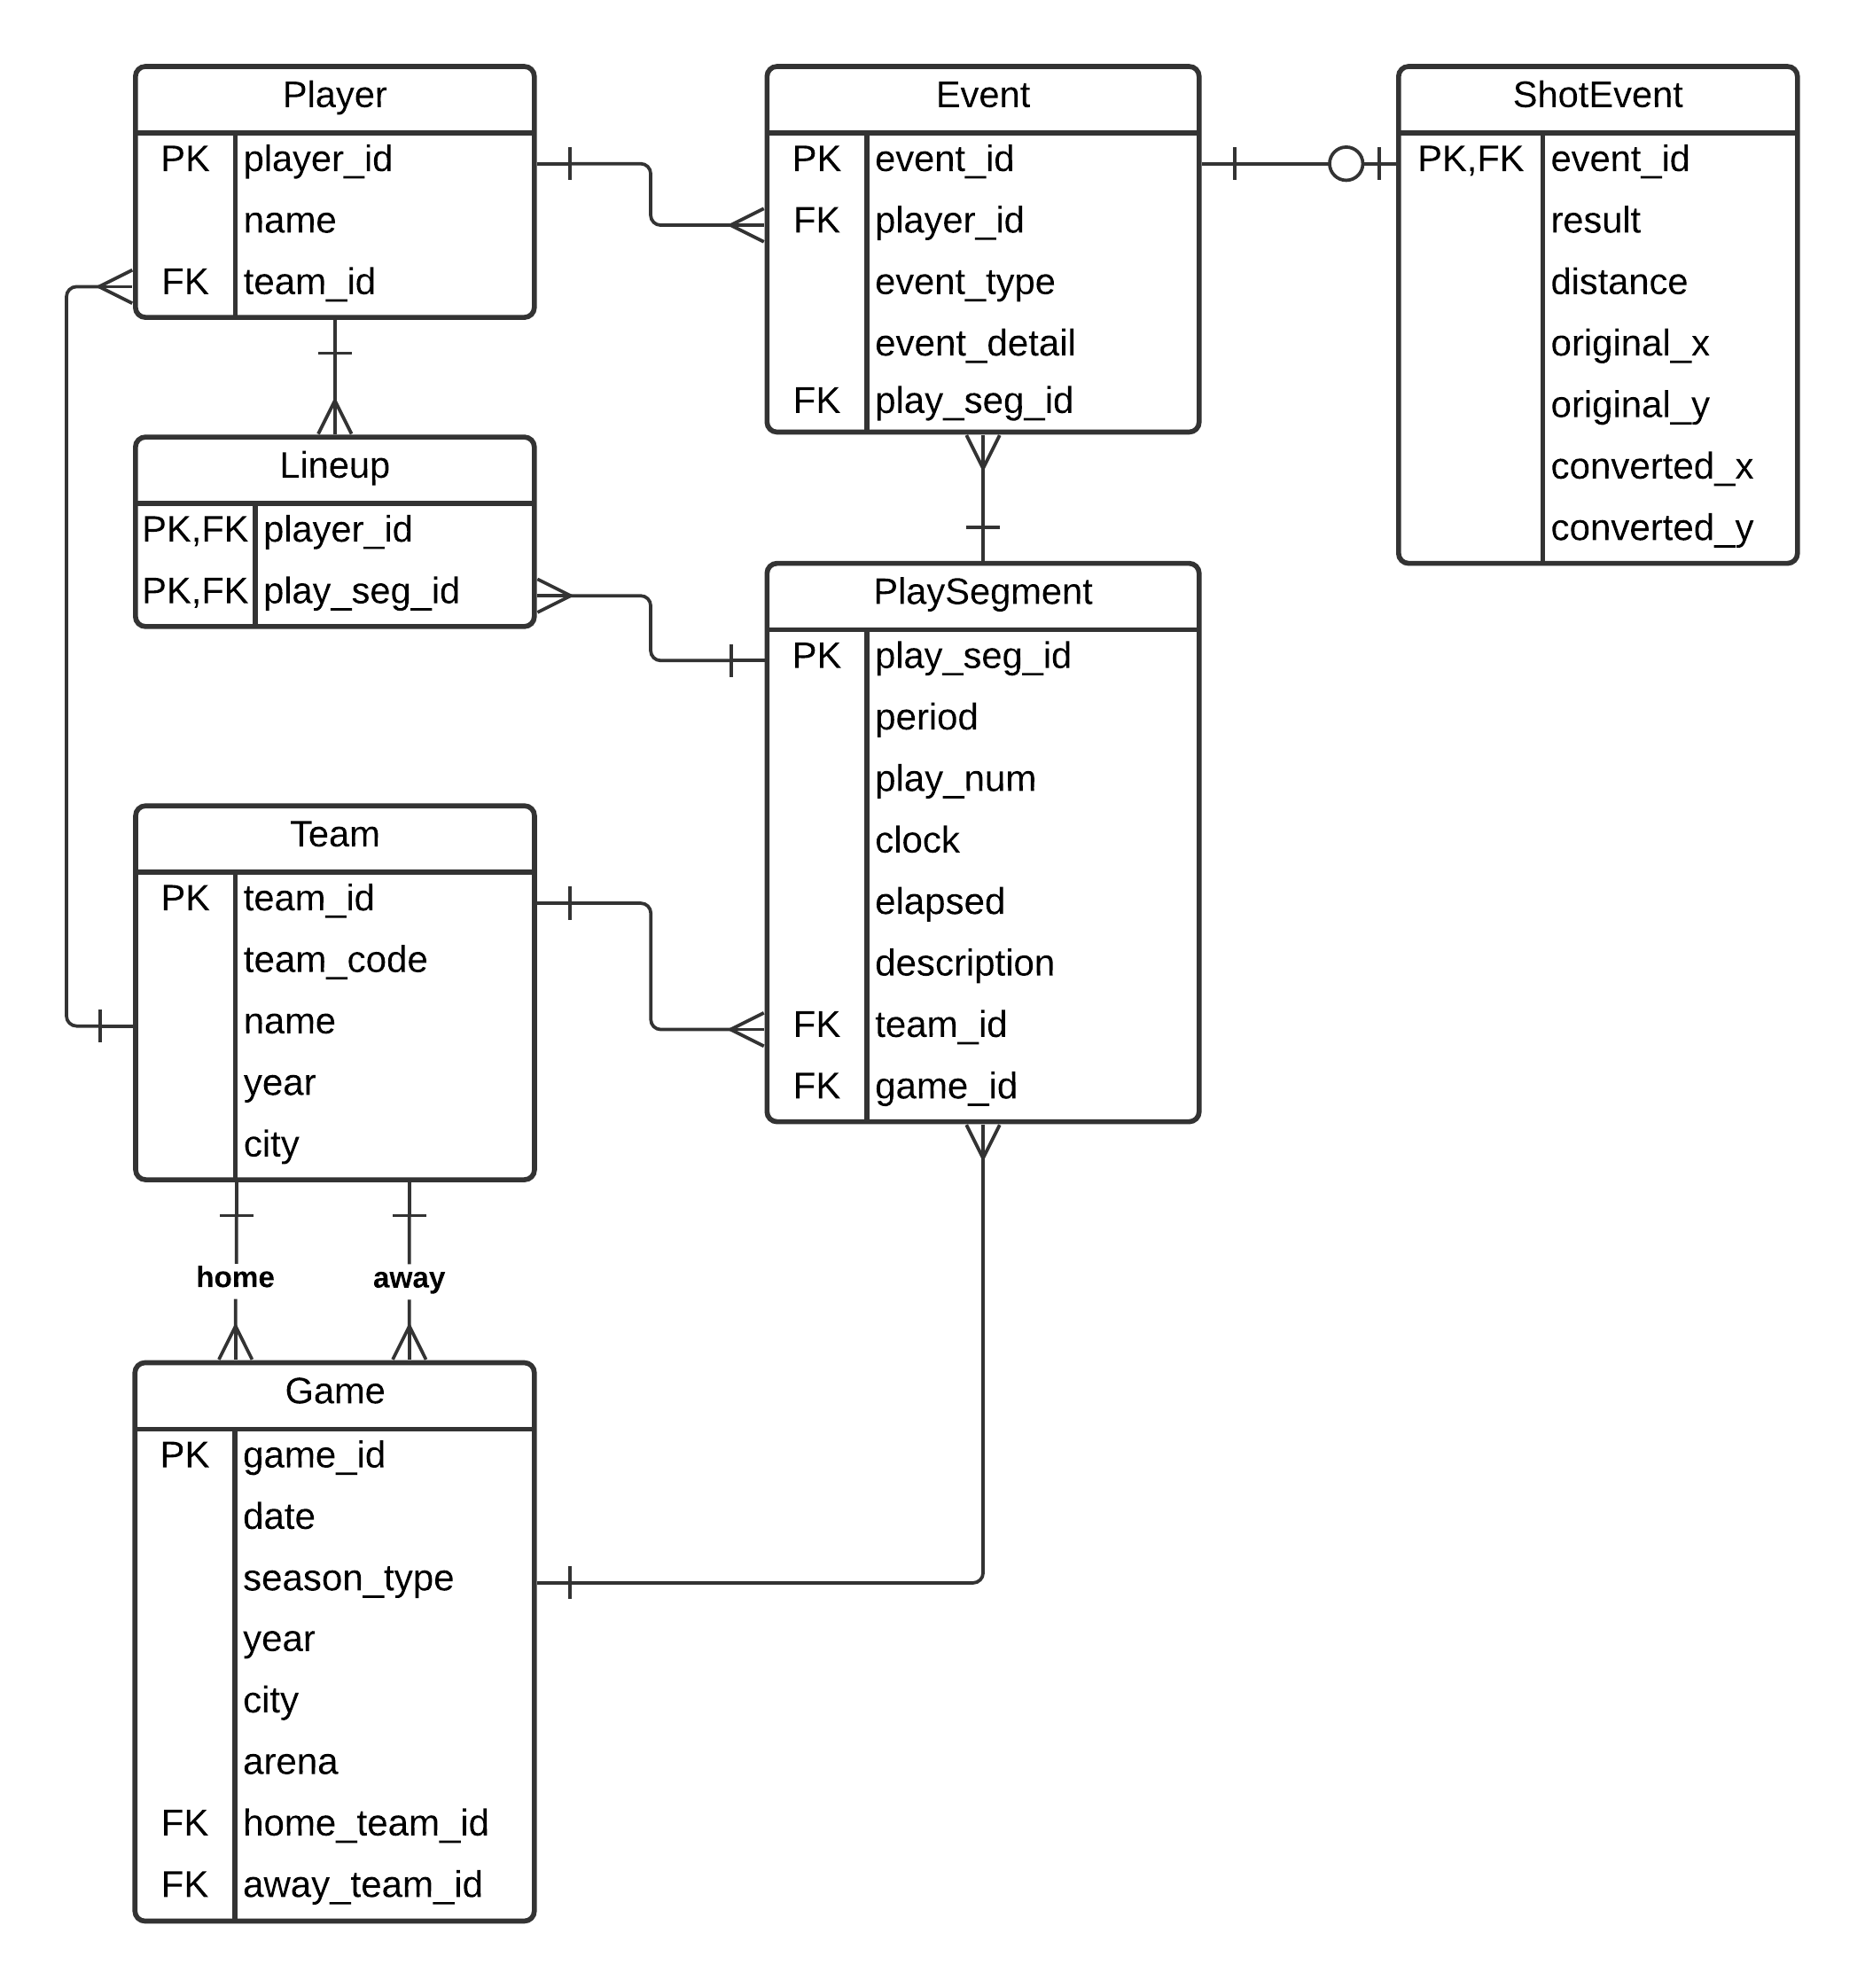 Player
PK player_id
name
FK team_id
Event
PK event_id
FK player_id
event_type
event_detail
FK play_seg_id
ShotEvent
PK,FK event_id
result
distance
original_x
original_y
converted_x
converted_y
Lineup
PK,FK player_id
PK,FK play_seg_id
PlaySegment
PK play_seg_id
period
play_num
clock
elapsed
description
FK team_id
FK game_id
Team
PK team_id
team_code
name
year
city
home
away
Game
PK game_id
date
season_type
year
city
arena
FK home_team_id
FK away_team_id